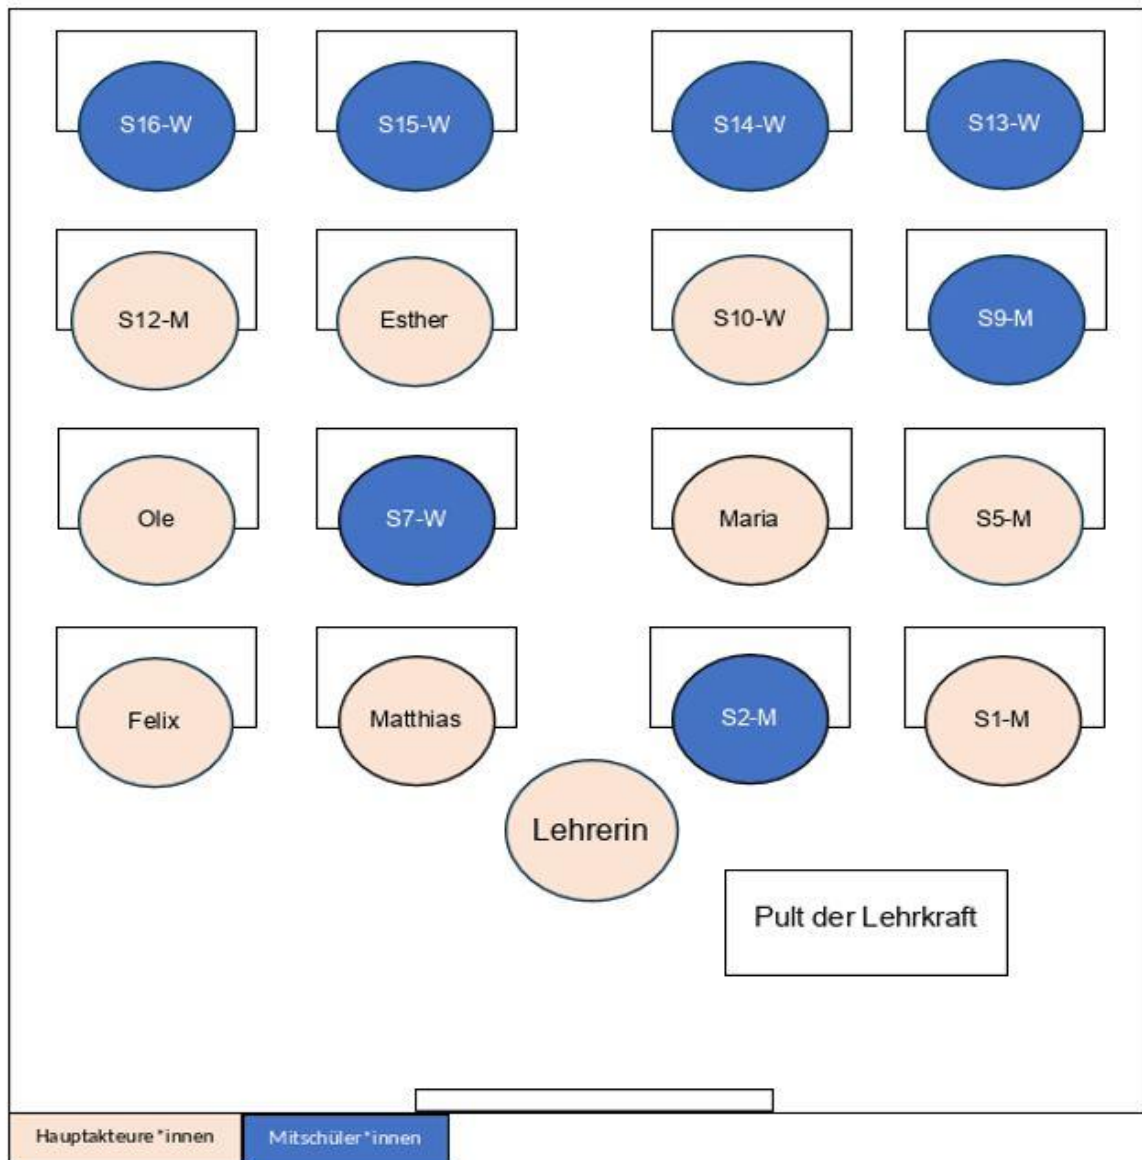 S16-W
S15-W
S14-W
S13-W
S12-M
Esther
S10-W
S9-M
Ole
S7-W
Maria
S5-M
Felix
Matthias
S2-M
S1-M
Lehrerin
Pult der Lehrkraft
Hauptakteure*innen
Mitschüler*innen